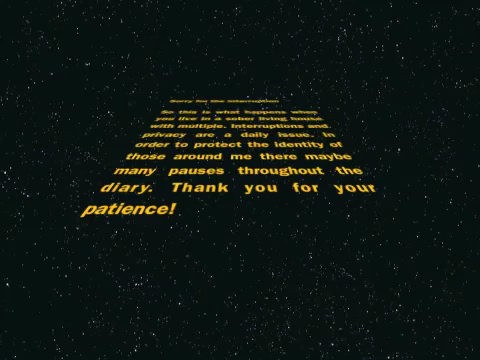 Sorry for the interruption
So this is what happens when
you live in a sober living house
with multiple. Interruptions and
privacy are a daily issue. In
order to protect the identity of
those around me there maybe
many pauses throughout the
diary. Thank you for your
patience!